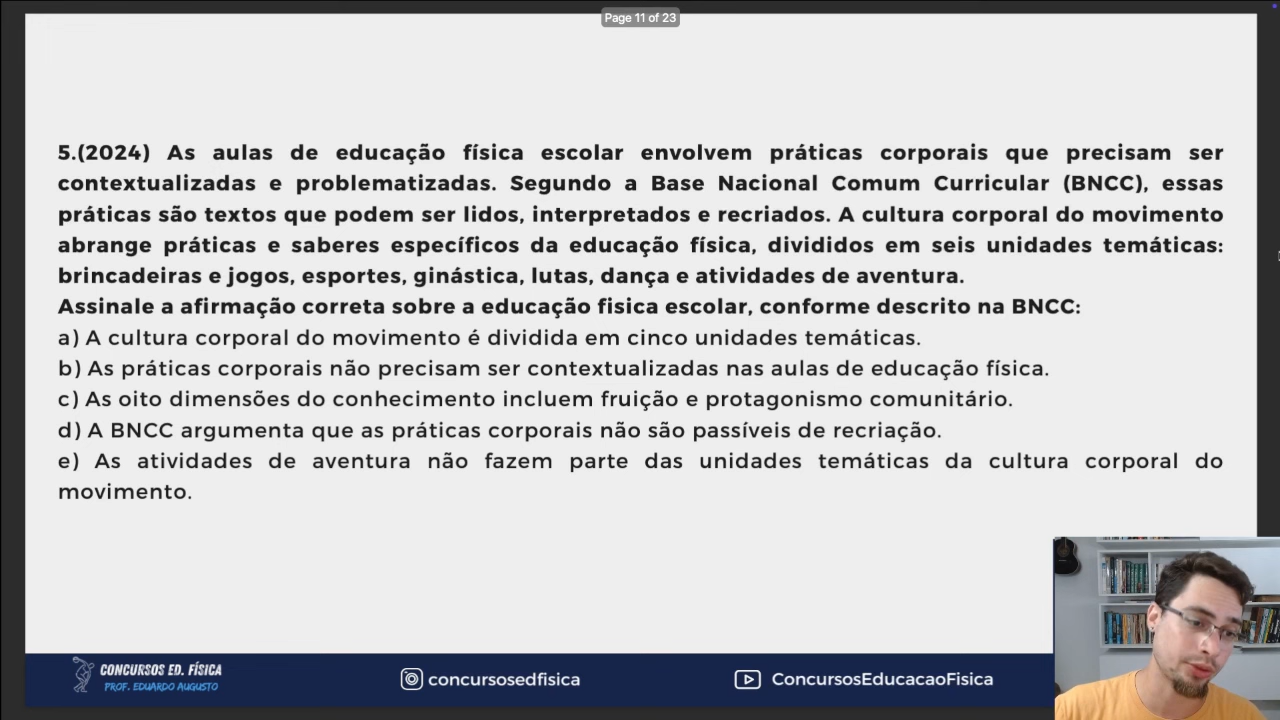 Page 11 of 23
5.(2024) As aulas de educação física escolar envolvem práticas corporais que precisam ser
contextualizadas e problematizadas. Segundo a Base Nacional Comum Curricular (BNCC), essas
práticas são textos que podem ser lidos, interpretados e recriados. A cultura corporal do movimento
abrange práticas e saberes específicos da educação física, divididos em seis unidades temáticas:
brincadeiras e jogos, esportes, ginástica, lutas, dança e atividades de aventura.
Assinale a afirmação correta sobre a educação fisica escolar, conforme descrito na BNCC:
a) A cultura corporal do movimento é dividida em cinco unidades temáticas.
b) As práticas corporais não precisam ser contextualizadas nas aulas de educação física.
c) As oito dimensões do conhecimento incluem fruição e protagonismo comunitário.
d) A BNCC argumenta que as práticas corporais não são passíveis de recriação.
e) As atividades de aventura não fazem parte das unidades temáticas da cultura corporal do
movimento.
CONCURSOS ED. FÍSICA
PROF. EDUARDO AUGUSTO
concursosedfisica
ConcursosEducacaoFisica